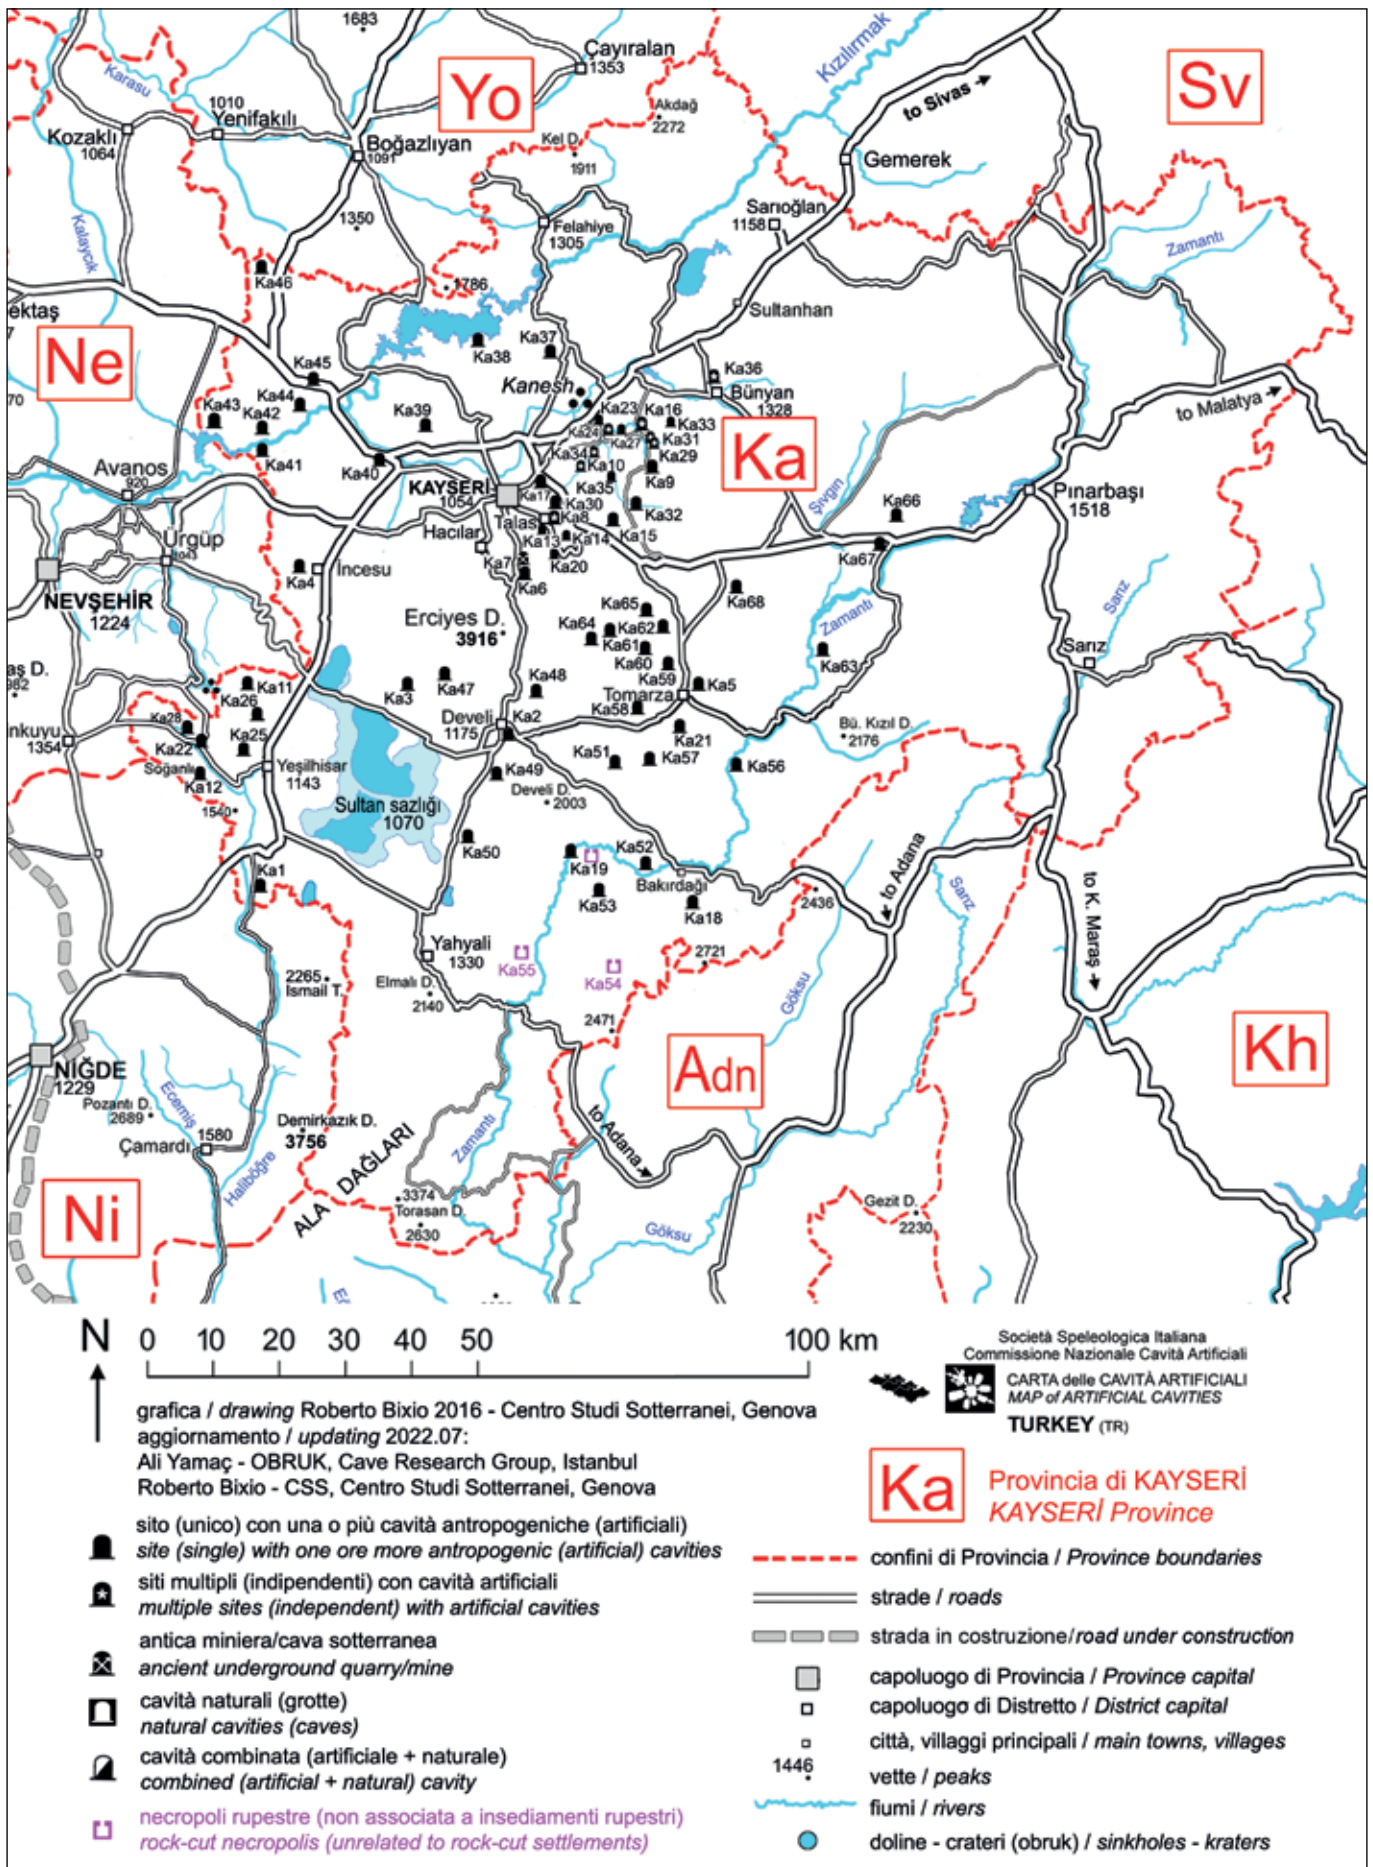 1683
Çayıralan
1353
Kızılırmak
Yo
Sv
Karasu
1010
Yenifakılı
Kozaklı
1064
Boğazlıyan
1091
Akdağ
2272
Kel D.
1911
to Sivas
Gemerek
Kalaycık
1350
Felahiye
1305
Sarıoğlan
1158
Zamantı
Ka46
1786
Sultanhan
ektaş
Ne
Ka45
Ka38
Ka37
Ka36
Bünyan
1328
to Malatya
70
Ka44
Ka43
Ka42
Ka39
Kanesh
Ka23
Ka16
Ka33
Ka24
Ka27
Ka31
Ka
Ka41
Ka40
Ka34
Ka10
Ka29
Ka9
Avanos
920
KAYSERİ
1054
Ka17
Ka35
Ka30
Ka32
Şıvgın
Ka66
Pınarbaşı
1518
Talas
Ka8
Ka15
Ürgüp
1043
Hacılar
Ka13
Ka14
Ka67
Ka7
Ka20
Ka4
İncesu
Ka6
NEVŞEHİR
1224
Ka68
Sarız
Erciyes D.
3916
Ka65
Ka64
Ka62
Zamantı
Ka61
Ka63
Sarız
aş D.
982
Ka60
Ka59
Ka11
Ka26
Ka3
Ka47
Ka48
Tomarza
Ka5
Ka58
Ka28
nkuyu
1354
Ka22
Ka25
Develi
1175
Ka2
Ka21
Bü. Kızıl D.
2176
Soğanlı
Ka12
Yeşilhisar
1143
Ka49
Ka51
Ka57
Ka56
Develi D.
2003
1540
Sultan sazlığı
1070
Ka50
Ka19
Ka52
Bakırdağı
to Adana
Ka1
Ka53
Ka18
2436
Sarız
to K. Maraş
Yahyali
1330
Ka55
Ka54
2721
2265
Ismail T.
Elmalı D.
2140
Göksu
2471
Kh
NİĞDE
1229
Adn
Ecemiş
Pozantı D.
2689
Demirkazık D.
3756
Çamardı
1580
Zamantı
to Adana
Haliböğre
ALA DAĞLARI
Ni
3374
Torasan D.
2630
Göksu
Gezit D.
2230
N
0 10 20 30 40 50 100 km
grafica / drawing Roberto Bixio 2016 - Centro Studi Sotterranei, Genova
aggiornamento / updating 2022.07:
Ali Yamaç - OBRUK, Cave Research Group, Istanbul
Roberto Bixio - CSS, Centro Studi Sotterranei, Genova
sito (unico) con una o più cavità antropogeniche (artificiali)
site (single) with one ore more antropogenic (artificial) cavities
siti multipli (indipendenti) con cavità artificiali
multiple sites (independent) with artificial cavities
antica miniera/cava sotterranea
ancient underground quarry/mine
cavità naturali (grotte)
natural cavities (caves)
cavità combinata (artificiale + naturale)
combined (artificial + natural) cavity
necropoli rupestre (non associata a insediamenti rupestri)
rock-cut necropolis (unrelated to rock-cut settlements)
Società Speleologica Italiana
Commissione Nazionale Cavità Artificiali
CARTA delle CAVITÀ ARTIFICIALI
MAP of ARTIFICIAL CAVITIES
TURKEY (TR)
Ka
Provincia di KAYSERİ
KAYSERİ Province
confini di Provincia / Province boundaries
strade / roads
strada in costruzione/road under construction
capoluogo di Provincia / Province capital
capoluogo di Distretto / District capital
città, villaggi principali / main towns, villages
1446
vette / peaks
fiumi / rivers
doline - crateri (obruk) / sinkholes - kraters